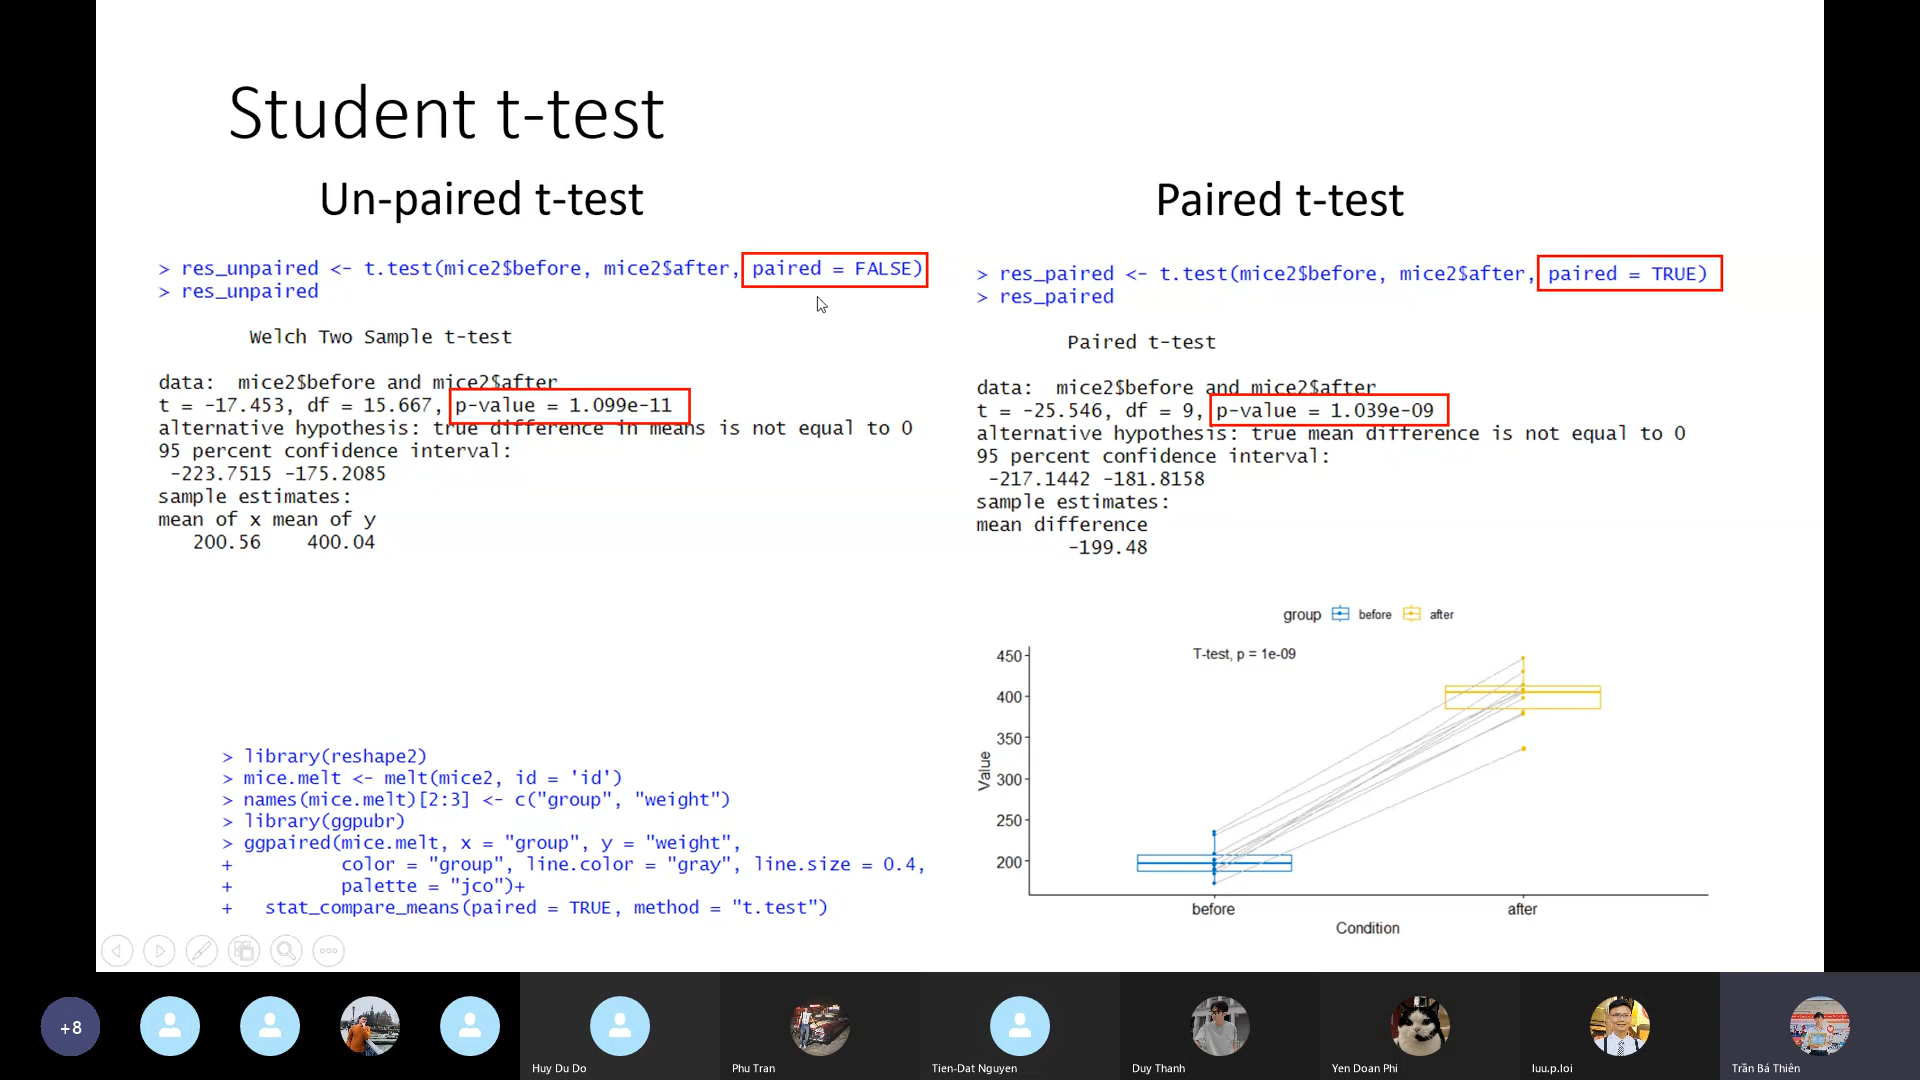 Student t-test
Un-paired t-test
> res_unpaired <- t.test(mice2$before, mice2$after, paired = FALSE)
> res_unpaired
Welch Two Sample t-test
data:  mice2$before and mice2$after
t = -17.453, df = 15.667, p-value = 1.099e-11
alternative hypothesis: true difference in means is not equal to 0
95 percent confidence interval:
-223.7515 -175.2085
sample estimates:
mean of x mean of y
200.56    400.04
> library(reshape2)
> mice.melt <- melt(mice2, id = 'id')
> names(mice.melt)[2:3] <- c("group", "weight")
> library(ggpubr)
> ggpaired(mice.melt, x = "group", y = "weight",
+          color = "group", line.color = "gray", line.size = 0.4,
+          palette = "jco")+
+   stat_compare_means(paired = TRUE, method = "t.test")
Paired t-test
> res_paired <- t.test(mice2$before, mice2$after, paired = TRUE)
> res_paired
Paired t-test
data:  mice2$before and mice2$after
t = -25.546, df = 9, p-value = 1.039e-09
alternative hypothesis: true mean difference is not equal to 0
95 percent confidence interval:
-217.1442 -181.8158
sample estimates:
mean difference
-199.48
group before after
T-test, p = 1e-09
450
400
350
300
250
200
Value
before after
Condition
+8
Huy Du Do
Phu Tran
Tien-Dat Nguyen
Duy Thanh
Yen Doan Phi
luu.p.loi
Trần Bá Thiên